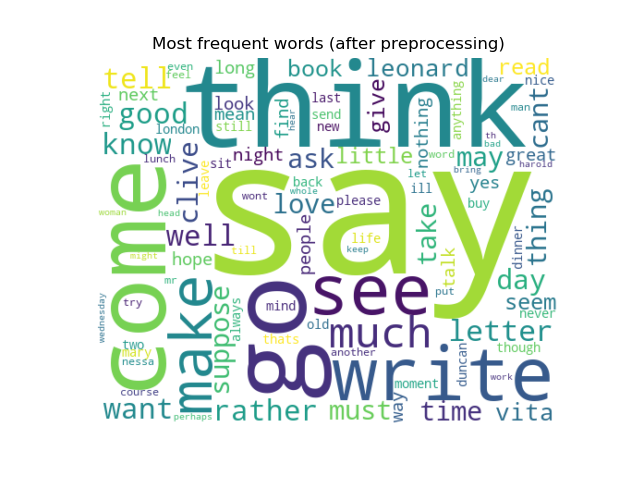 Most frequent words (after preprocessing)
even
feel
long
book
leonard
read
nice
tell
think
dear
right
next
good
look
mean
last
send
new
find
hear
give
nothing
anything
man
cant
london
still
know
lunch
clive
leave
sit
night
ask
little
word
may
great
th
bad
harold
come
say
wont
back
whole
love
please
let
ill
yes
bring
buy
woman
head
well
people
life
keep
take
talk
dinner
thing
might
hope
till
wednesday
mr
try
make
suppose
always
go
mind
see
put
day
seem
never
old
much
letter
two
mary
nessa
thats
another
duncan
though
course
write
moment
work
want
perhaps
rather
must
way
time
vita